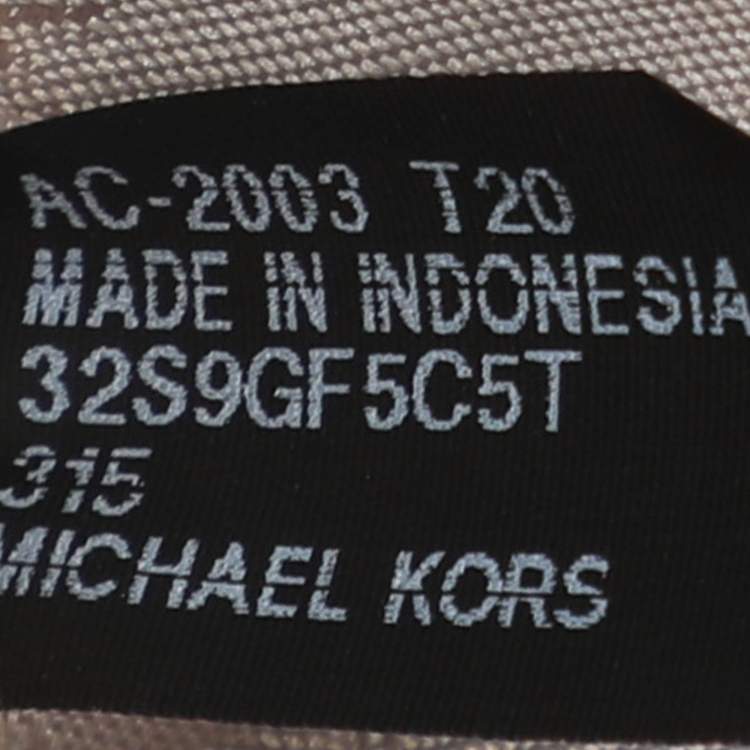 AC-2003 T20
MADE IN INDONESIA
32S9GF5C5T
315
MICHAEL KORS